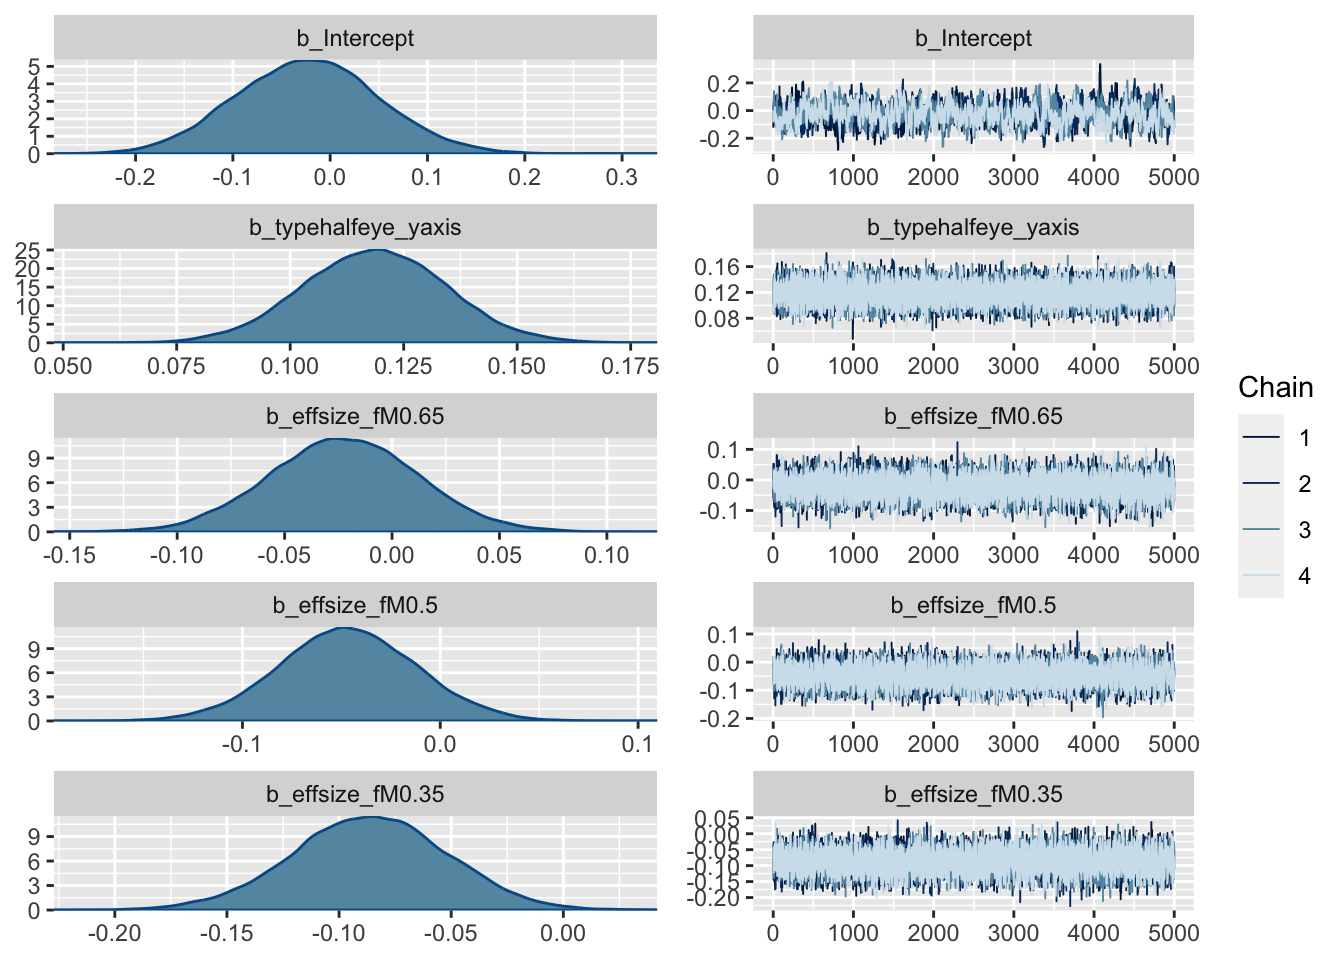 b_Intercept
5
4
3
2
1
0
-0.2 -0.1 0.0 0.1 0.2 0.3
b_Intercept
0.2
0.0
-0.2
0 1000 2000 3000 4000 5000
b_typehalfeye_yaxis
25
20
15
10
5
0
0.050 0.075 0.100 0.125 0.150 0.175
b_typehalfeye_yaxis
0.16
0.12
0.08
0 1000 2000 3000 4000 5000
b_effsize_fM0.65
9
6
3
0
-0.15 -0.10 -0.05 0.00 0.05 0.10
b_effsize_fM0.65
0.1
0.0
-0.1
0 1000 2000 3000 4000 5000
b_effsize_fM0.5
9
6
3
0
-0.1 0.0 0.1
b_effsize_fM0.5
0.1
0.0
-0.1
-0.2
0 1000 2000 3000 4000 5000
b_effsize_fM0.35
9
6
3
0
-0.20 -0.15 -0.10 -0.05 0.00
b_effsize_fM0.35
0.05
0.00
-0.05
-0.10
-0.15
-0.20
0 1000 2000 3000 4000 5000
Chain
1
2
3
4